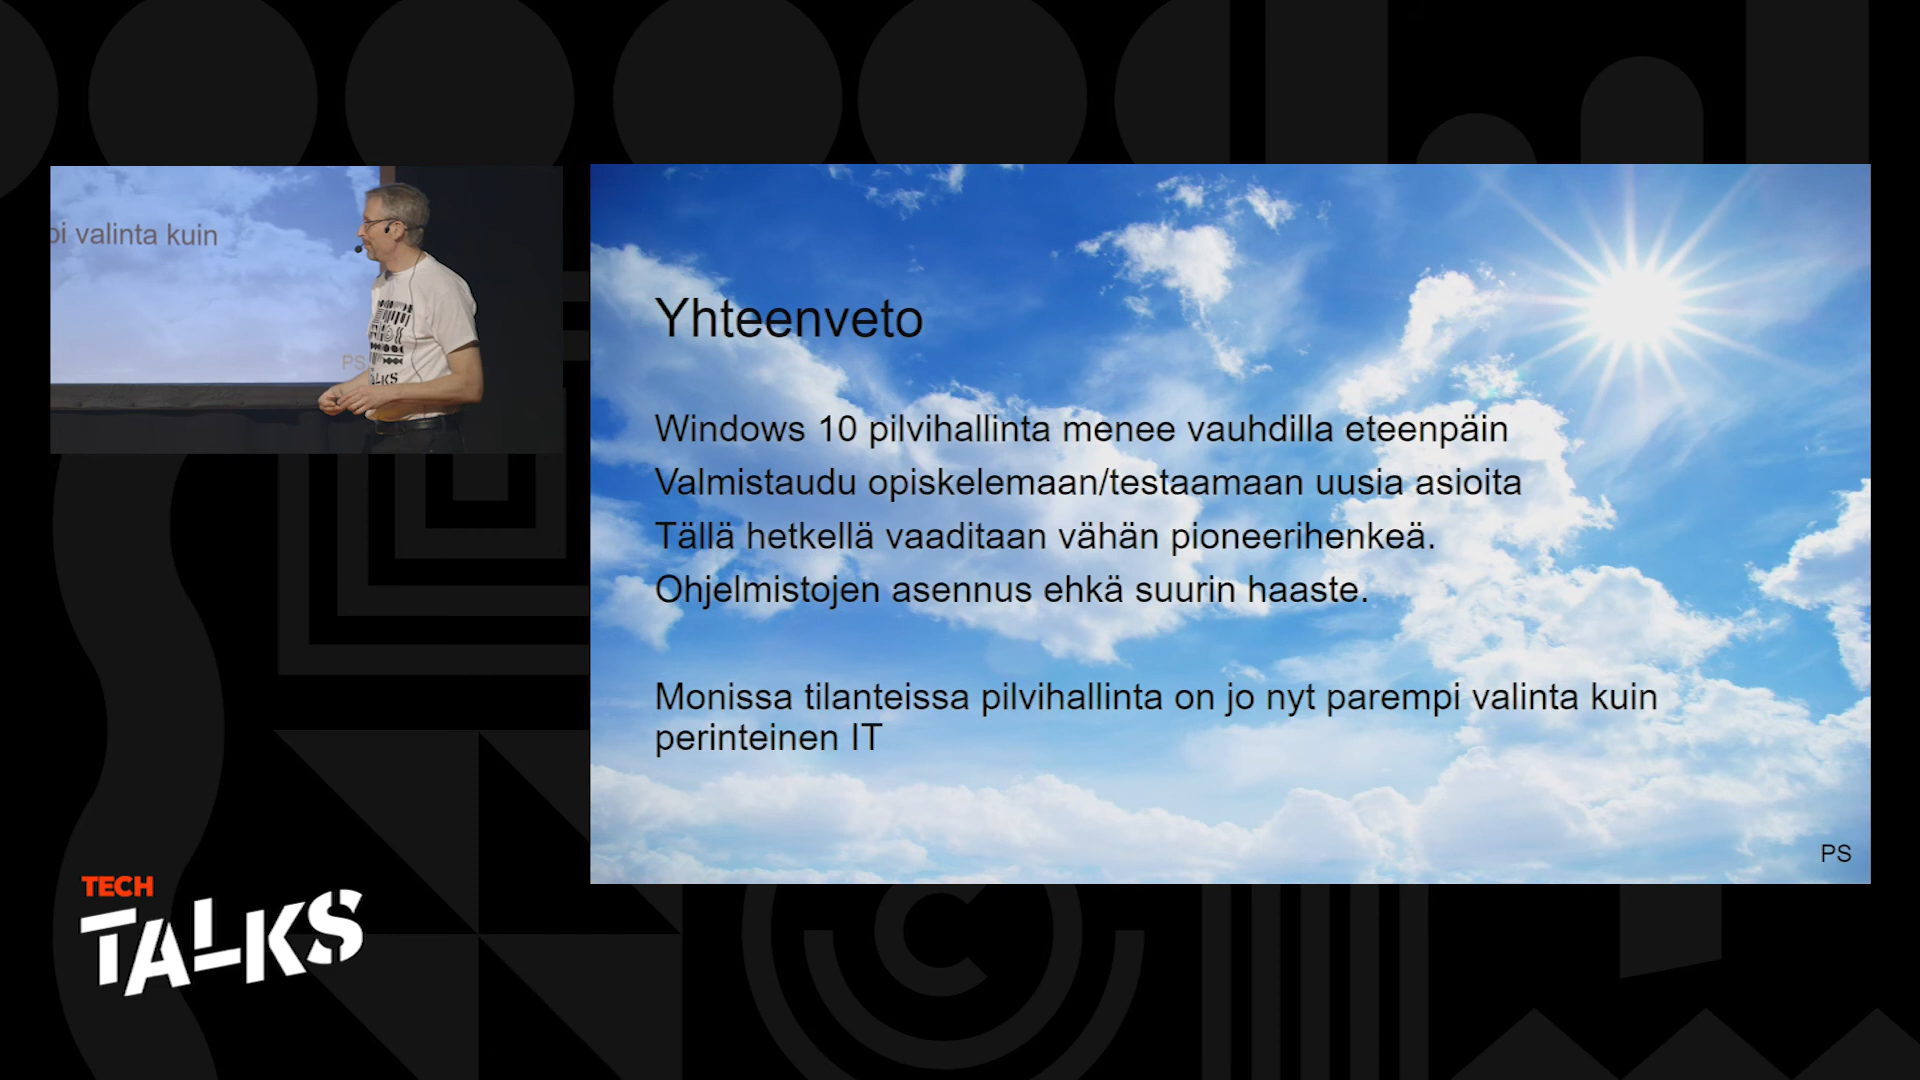 pi valinta kuin
PS
TALKS
Yhteenveto
Windows 10 pilvihallinta menee vauhdilla eteenpäin
Valmistaudu opiskelemaan/testaamaan uusia asioita
Tällä hetkellä vaaditaan vähän pioneerihenkeä.
Ohjelmistojen asennus ehkä suurin haaste.
Monissa tilanteissa pilvihallinta on jo nyt parempi valinta kuin
perinteinen IT
PS
TECH
TALKS